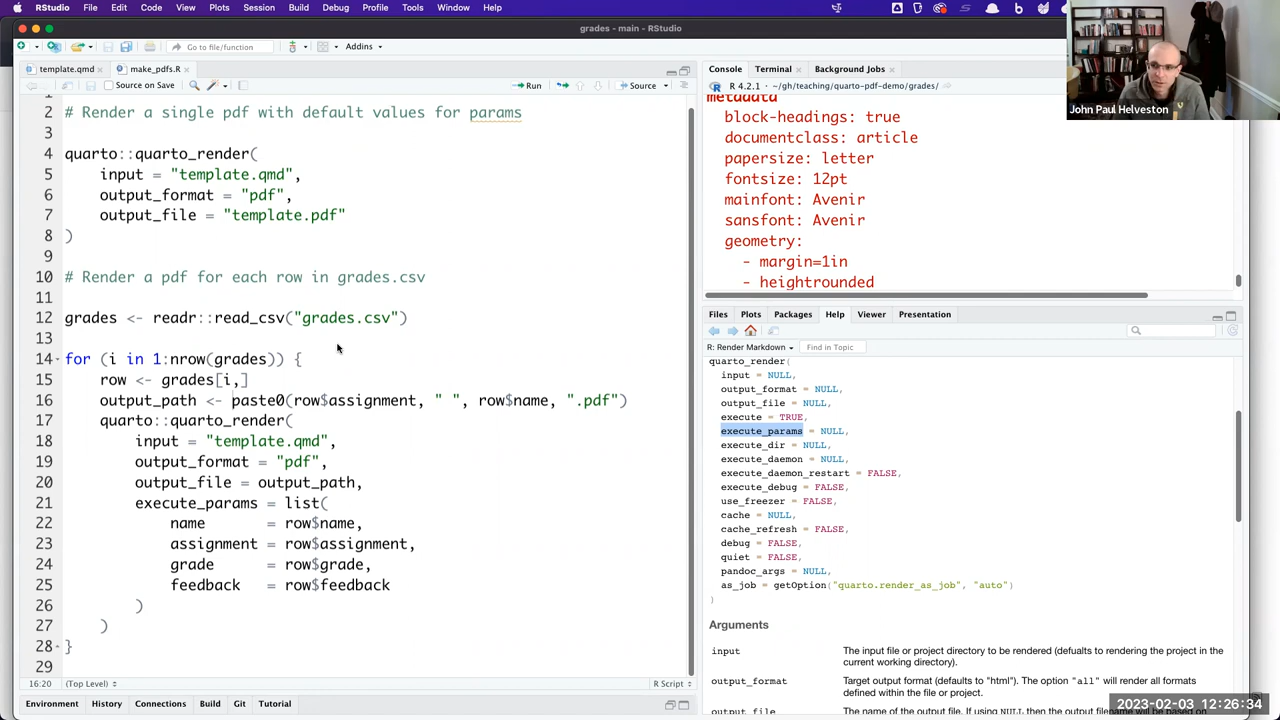 RStudio File Edit Code View Plots Session Build Debug Profile Tools Window Help
grades - main - RStudio
Go to file/function
Addins
template.qmd
make_pdfs.R
Source on Save
Run
Source
2 # Render a single pdf with default values for params
3
4 quarto::quarto_render(
5 input = "template.qmd",
6 output_format = "pdf",
7 output_file = "template.pdf"
8 )
9
10 # Render a pdf for each row in grades.csv
11
12 grades <- readr::read_csv("grades.csv")
13
14 for (i in 1:nrow(grades)) {
15 row <- grades[i,]
16 output_path <- paste0(row$assignment, " ", row$name, ".pdf")
17 quarto::quarto_render(
18 input = "template.qmd",
19 output_format = "pdf",
20 output_file = output_path,
21 execute_params = list(
22 name = row$name,
23 assignment = row$assignment,
24 grade = row$grade,
25 feedback = row$feedback
26 )
27 )
28 }
29
16:20 (Top Level)
R Script
Environment History Connections Build Git Tutorial
Console Terminal Background Jobs
R 4.2.1 · ~/gh/teaching/quarto-pdf-demo/grades/
metadata
block-headings: true
documentclass: article
papersize: letter
fontsize: 12pt
mainfont: Avenir
sansfont: Avenir
geometry:
- margin=1in
- heightrounded
Files Plots Packages Help Viewer Presentation
R: Render Markdown
Find in Topic
quarto_render(
input = NULL,
output_format = NULL,
output_file = NULL,
execute = TRUE,
execute_params = NULL,
execute_dir = NULL,
execute_daemon = NULL,
execute_daemon_restart = FALSE,
execute_debug = FALSE,
use_freezer = FALSE,
cache = NULL,
cache_refresh = FALSE,
debug = FALSE,
quiet = FALSE,
pandoc_args = NULL,
as_job = getOption("quarto.render_as_job", "auto")
)
Arguments
input The input file or project directory to be rendered (defualts to rendering the project in the
current working directory).
output_format Target output format (defaults to "html"). The option "all" will render all formats
defined within the file or project.
output_file The name of the output file. If using NULL then the output filename will be based on
John Paul Helveston
2023-02-03 12:26:34